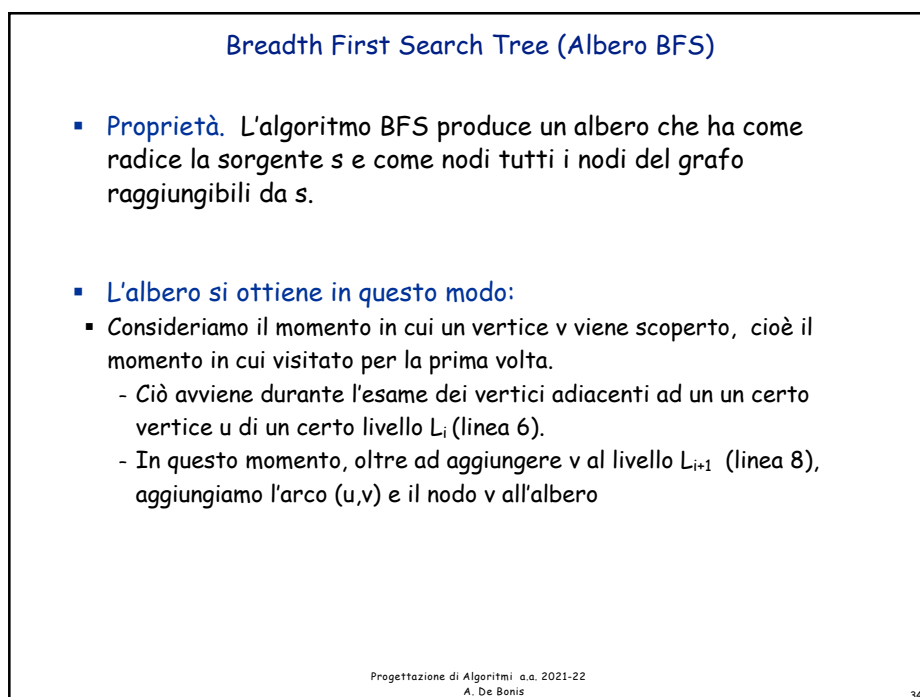 Breadth First Search Tree (Albero BFS)
▪ Proprietà. L'algoritmo BFS produce un albero che ha come
radice la sorgente s e come nodi tutti i nodi del grafo
raggiungibili da s.
▪ L'albero si ottiene in questo modo:
▪ Consideriamo il momento in cui un vertice v viene scoperto, cioè il
momento in cui visitato per la prima volta.
- Ciò avviene durante l'esame dei vertici adiacenti ad un un certo
vertice u di un certo livello Li (linea 6).
- In questo momento, oltre ad aggiungere v al livello Li+1 (linea 8),
aggiungiamo l'arco (u,v) e il nodo v all'albero
Progettazione di Algoritmi a.a. 2021-22
A. De Bonis